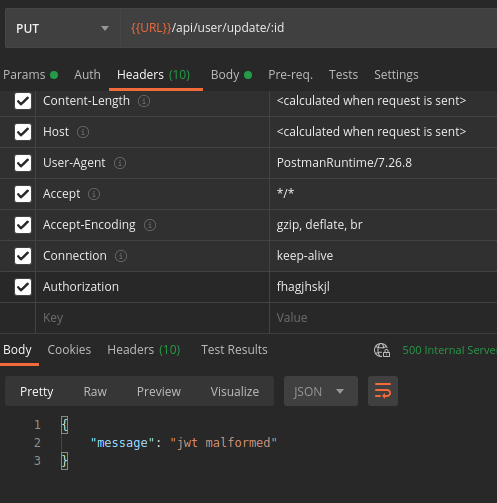 PUT {{URL}}/api/user/update/:id
Params Auth Headers (10) Body Pre-req. Tests Settings
Content-Length <calculated when request is sent>
Host <calculated when request is sent>
User-Agent PostmanRuntime/7.26.8
Accept */*
Accept-Encoding gzip, deflate, br
Connection keep-alive
Authorization fhagjhskjl
Key Value
Body Cookies Headers (10) Test Results 500 Internal Serve
Pretty Raw Preview Visualize JSON
1 {
2 "message": "jwt malformed"
3 }